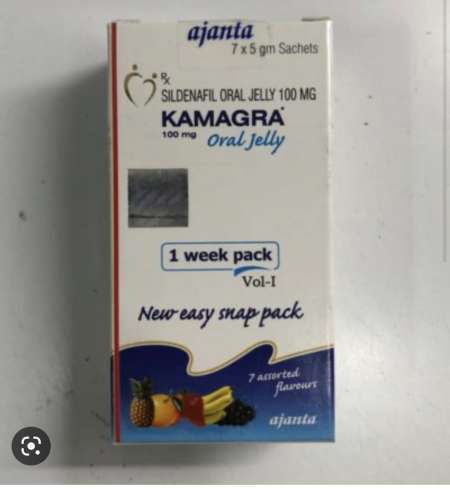 ajanta
7 x 5 gm Sachets
Rx
SILDENAFIL ORAL JELLY 100 MG
KAMAGRA
100 mg
Oral Jelly
1 week pack
Vol-I
New easy snap pack
7 assorted
flavours
ajanta